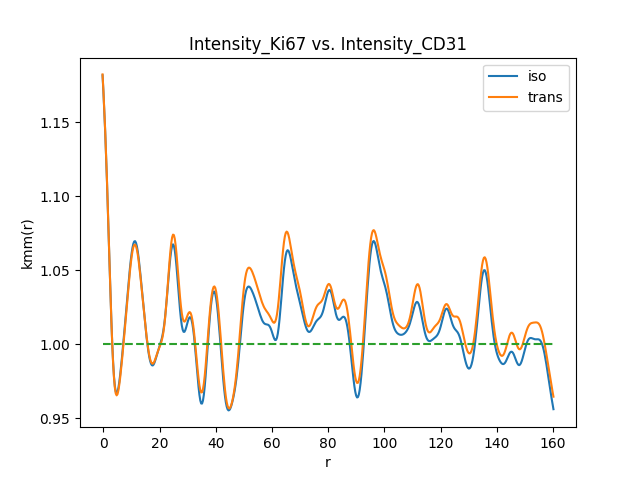 Intensity_Ki67 vs. Intensity_CD31
iso
trans
kmm(r)
1.15
1.10
1.05
1.00
0.95
0 20 40 60 80 100 120 140 160
r